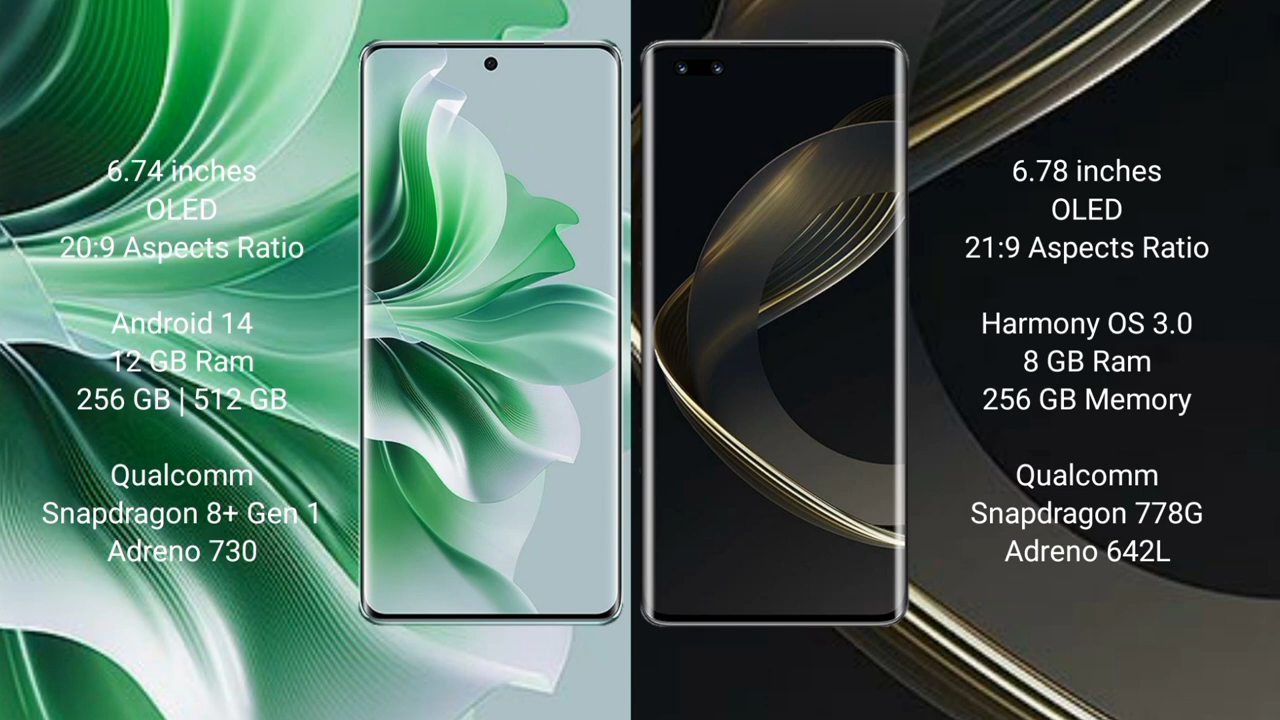 6.74 inches
OLED
20:9 Aspects Ratio
Android 14
12 GB Ram
256 GB | 512 GB
Qualcomm
Snapdragon 8+ Gen 1
Adreno 730
6.78 inches
OLED
21:9 Aspects Ratio
Harmony OS 3.0
8 GB Ram
256 GB Memory
Qualcomm
Snapdragon 778G
Adreno 642L